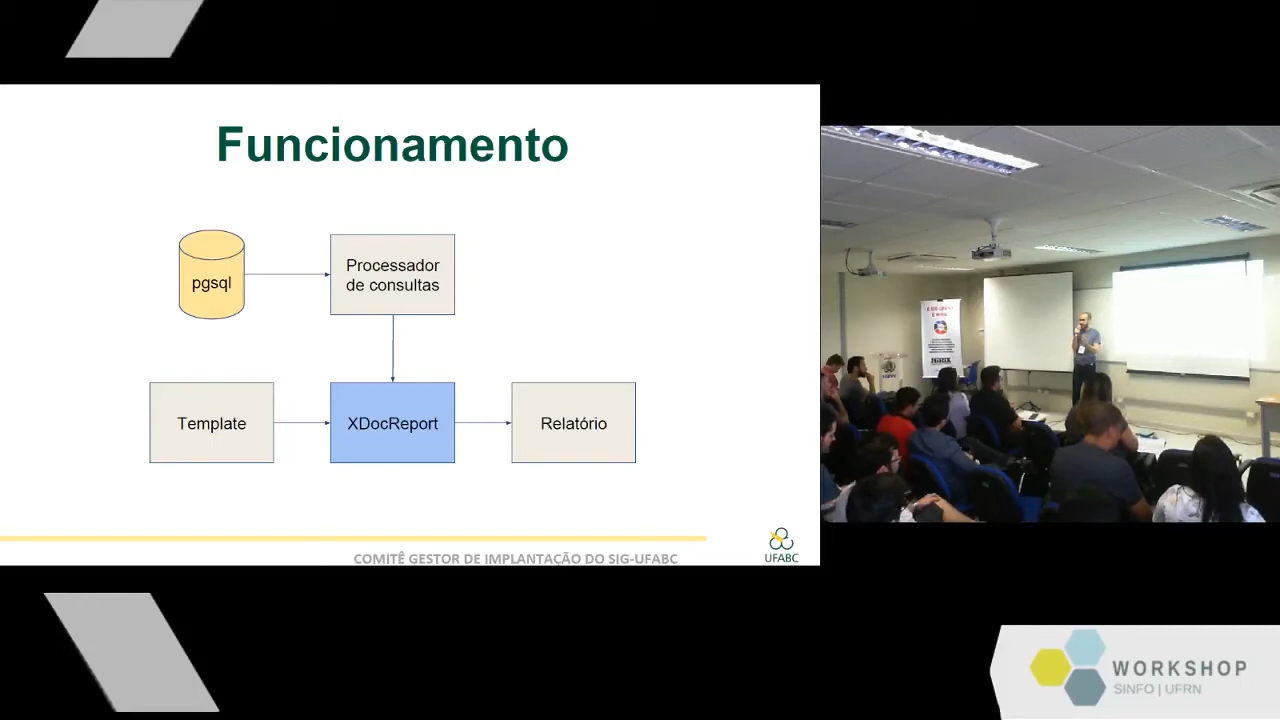 Funcionamento
pgsql
Processador
de consultas
Template
XDocReport
Relatório
COMITÊ GESTOR DE IMPLANTAÇÃO DO SIG-UFABC
UFABC
WORKSHOP
SINFO | UFRN